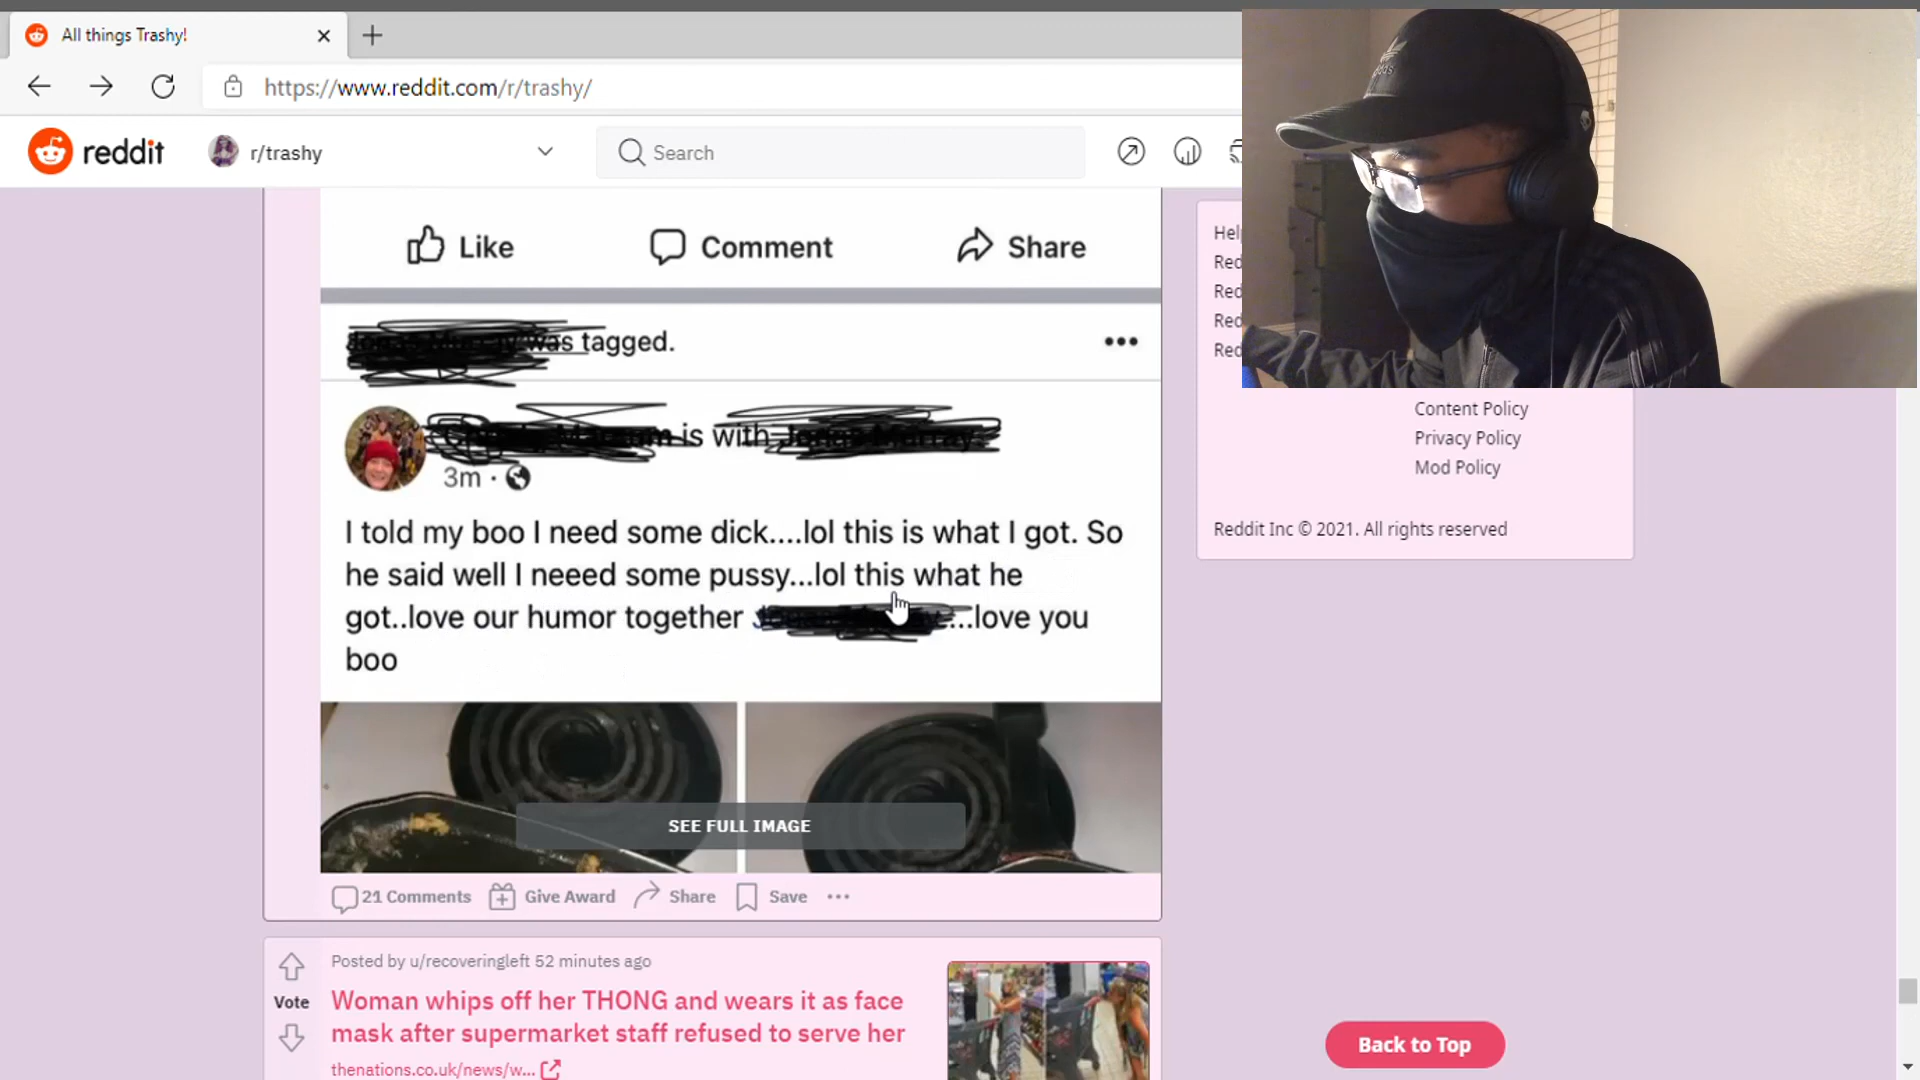 All things Trashy!
https://www.reddit.com/r/trashy/
reddit r/trashy Search
Like Comment Share
was tagged.
is with
3m ·
I told my boo I need some dick....lol this is what I got. So
he said well I neeed some pussy...lol this what he
got..love our humor together ...love you
boo
SEE FULL IMAGE
21 Comments Give Award Share Save
Posted by u/recoveringleft 52 minutes ago
Vote
Woman whips off her THONG and wears it as face
mask after supermarket staff refused to serve her
thenations.co.uk/news/w...
Content Policy
Privacy Policy
Mod Policy
Reddit Inc © 2021. All rights reserved
Back to Top